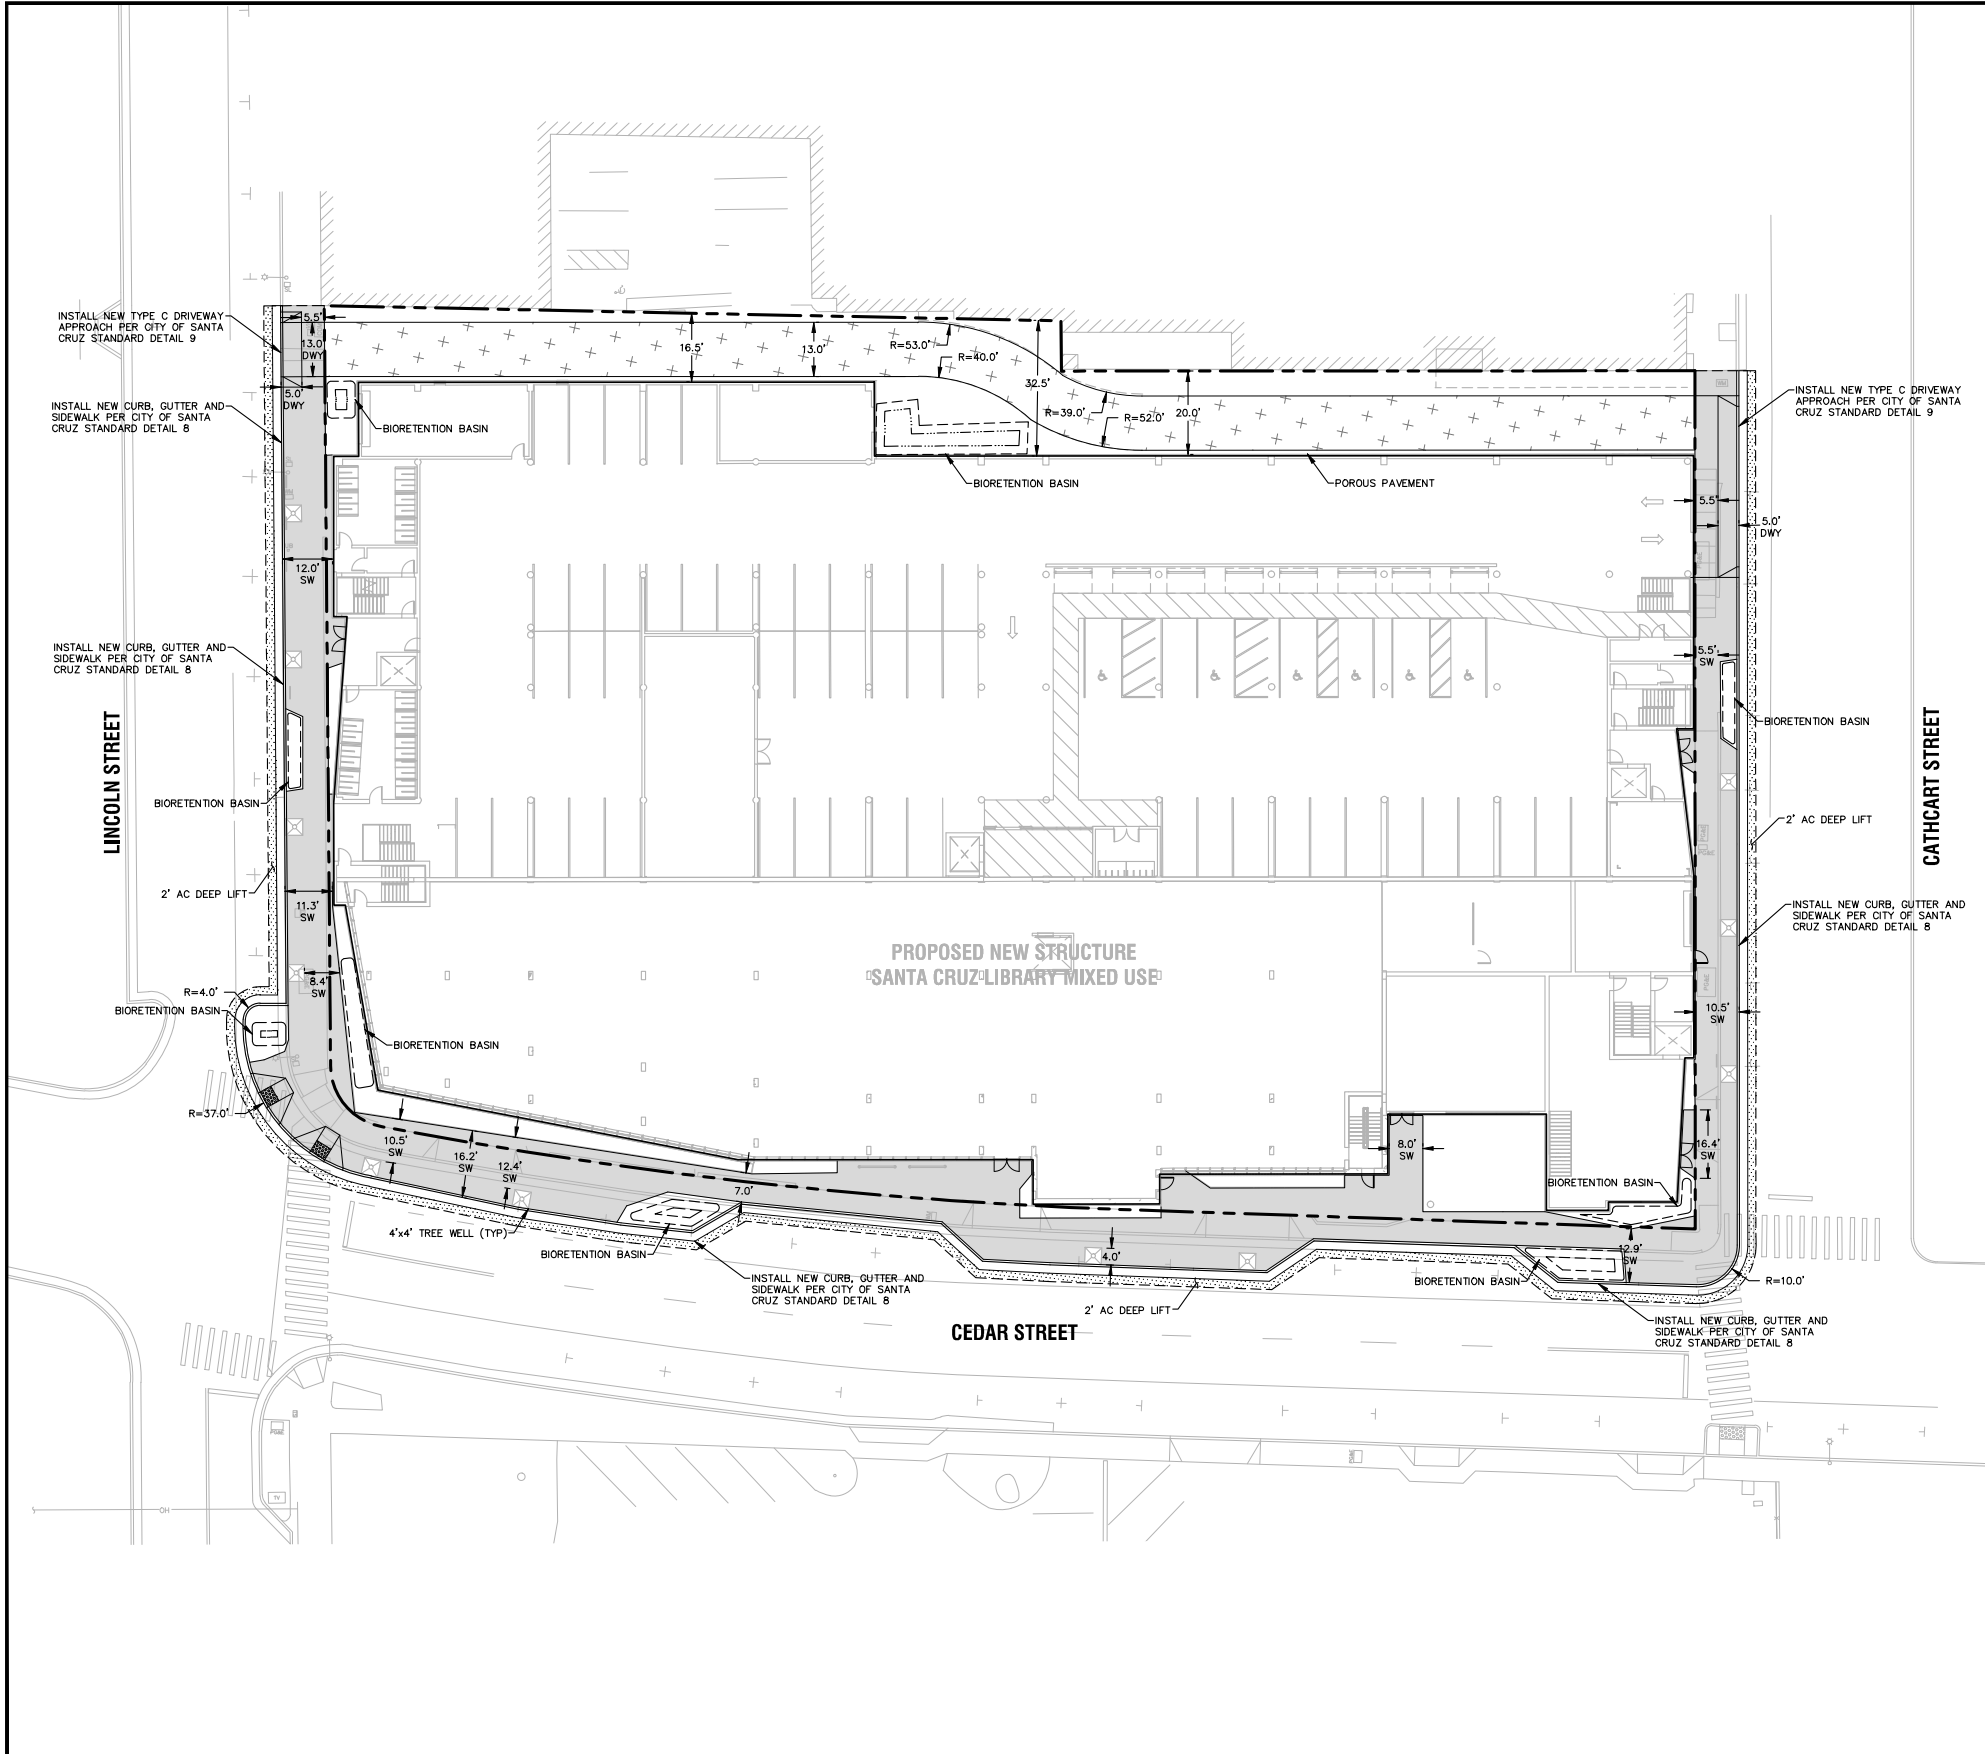 INSTALL NEW TYPE C DRIVEWAY
APPROACH PER CITY OF SANTA
CRUZ STANDARD DETAIL 9
5.5'
13.0'
DWY
16.5'
13.0'
R=53.0'
R=40.0'
32.5'
R=39.0'
R=52.0'
20.0'
INSTALL NEW TYPE C DRIVEWAY
APPROACH PER CITY OF SANTA
CRUZ STANDARD DETAIL 9
5.0'
DWY
INSTALL NEW CURB, GUTTER AND
SIDEWALK PER CITY OF SANTA
CRUZ STANDARD DETAIL 8
BIORETENTION BASIN
BIORETENTION BASIN
POROUS PAVEMENT
5.5'
5.0'
DWY
12.0'
SW
INSTALL NEW CURB, GUTTER AND
SIDEWALK PER CITY OF SANTA
CRUZ STANDARD DETAIL 8
5.5'
SW
BIORETENTION BASIN
LINCOLN STREET
CATHCART STREET
BIORETENTION BASIN
2' AC DEEP LIFT
2' AC DEEP LIFT
11.3'
SW
INSTALL NEW CURB, GUTTER AND
SIDEWALK PER CITY OF SANTA
CRUZ STANDARD DETAIL 8
PROPOSED NEW STRUCTURE
SANTA CRUZ LIBRARY MIXED USE
8.4'
SW
R=4.0'
BIORETENTION BASIN
10.5'
SW
BIORETENTION BASIN
R=37.0'
10.5'
SW
16.2'
SW
12.4'
SW
7.0'
8.0'
SW
16.4'
SW
BIORETENTION BASIN
4'x4' TREE WELL (TYP)
BIORETENTION BASIN
4.0'
12.9'
SW
INSTALL NEW CURB, GUTTER AND
SIDEWALK PER CITY OF SANTA
CRUZ STANDARD DETAIL 8
BIORETENTION BASIN
R=10.0'
2' AC DEEP LIFT
CEDAR STREET
INSTALL NEW CURB, GUTTER AND
SIDEWALK PER CITY OF SANTA
CRUZ STANDARD DETAIL 8
PG&E
TV
OH